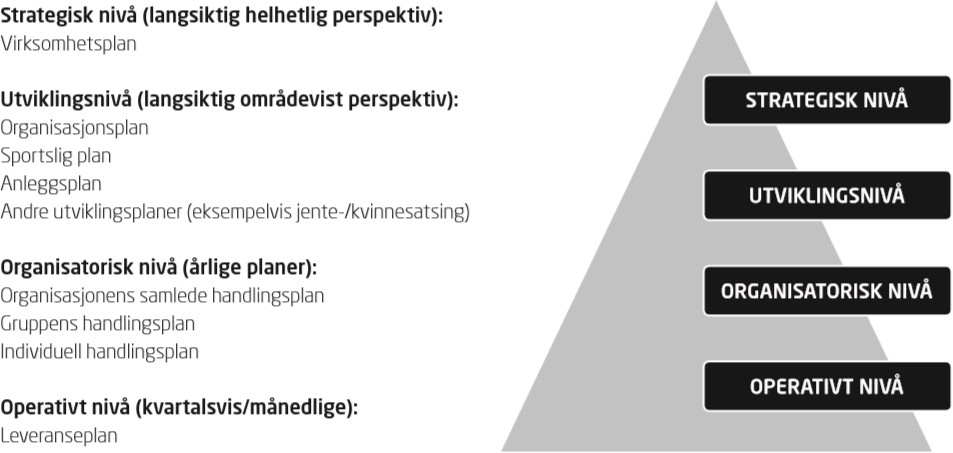 Strategisk nivå (langsiktig helhetlig perspektiv):
Virksomhetsplan
Utviklingsnivå (langsiktig områdevist perspektiv):
Organisasjonsplan
Sportslig plan
Anleggsplan
Andre utviklingsplaner (eksempelvis jente-/kvinnesatsing)
Organisatorisk nivå (årlige planer):
Organisasjonens samlede handlingsplan
Gruppens handlingsplan
Individuell handlingsplan
Operativt nivå (kvartalsvis/månedlige):
Leveranseplan
STRATEGISK NIVÅ
UTVIKLINGSNIVÅ
ORGANISATORISK NIVÅ
OPERATIVT NIVÅ